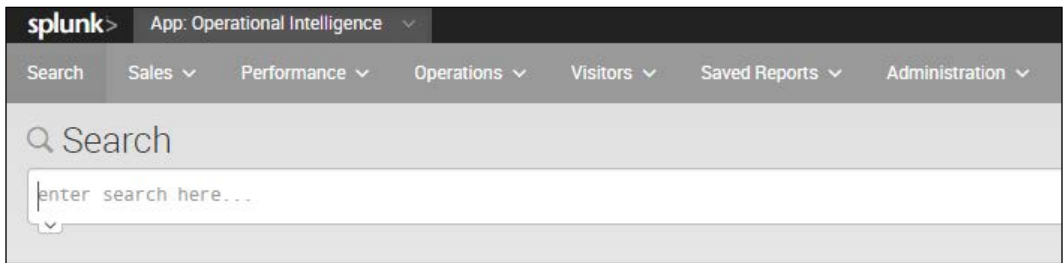 splunk> App: Operational Intelligence
Search Sales Performance Operations Visitors Saved Reports Administration
Search
enter search here...